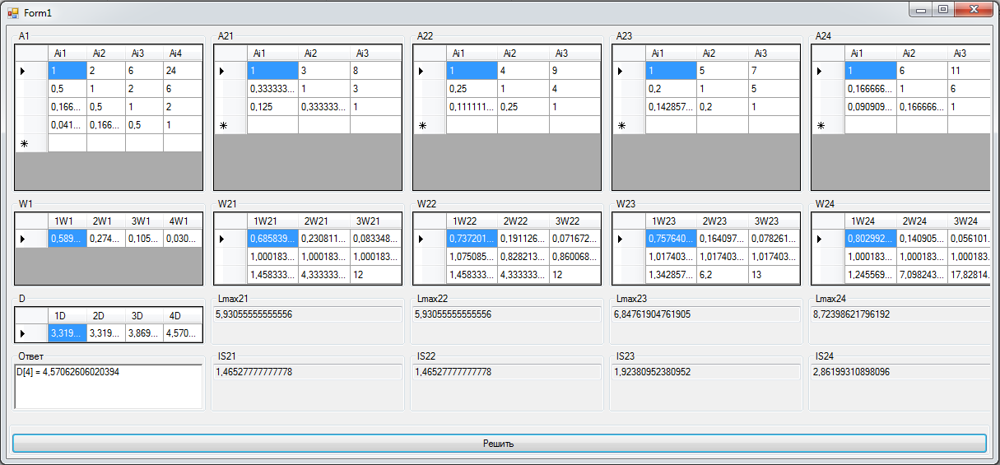 Form1
A1 A21 A22 A23 A24
Ai1 Ai2 Ai3 Ai4 Ai1 Ai2 Ai3 Ai1 Ai2 Ai3 Ai1 Ai2 Ai3 Ai1 Ai2 Ai3
1 2 6 24 1 3 8 1 4 9 1 5 7 1 6 11
0,5 1 2 6 0,333333... 1 3 0,25 1 4 0,2 1 5 0,166666... 1 6
0,166... 0,5 1 2 0,125 0,333333... 1 0,111111... 0,25 1 0,142857... 0,2 1 0,090909... 0,166666... 1
0,041... 0,166... 0,5 1
W1 W21 W22 W23 W24
1W1 2W1 3W1 4W1 1W21 2W21 3W21 1W22 2W22 3W22 1W23 2W23 3W23 1W24 2W24 3W24
0,589... 0,274... 0,105... 0,030... 0,685839... 0,230811... 0,083348... 0,737201... 0,191126... 0,071672... 0,757640... 0,164097... 0,078261... 0,802992... 0,140905... 0,056101...
1,000183... 1,000183... 1,000183... 1,075085... 0,828213... 0,860068... 1,017403... 1,017403... 1,017403... 1,000183... 1,000183... 1,000183...
1,458333... 4,333333... 12 1,458333... 4,333333... 12 1,342857... 6,2 13 1,245569... 7,098243... 17,82814...
D Lmax21 Lmax22 Lmax23 Lmax24
1D 2D 3D 4D 5,93055555555556 5,93055555555556 6,84761904761905 8,72398621796192
3,319... 3,319... 3,869... 4,570...
Ответ IS21 IS22 IS23 IS24
D[4] = 4,57062606020394 1,46527777777778 1,46527777777778 1,92380952380952 2,86199310898096
Решить